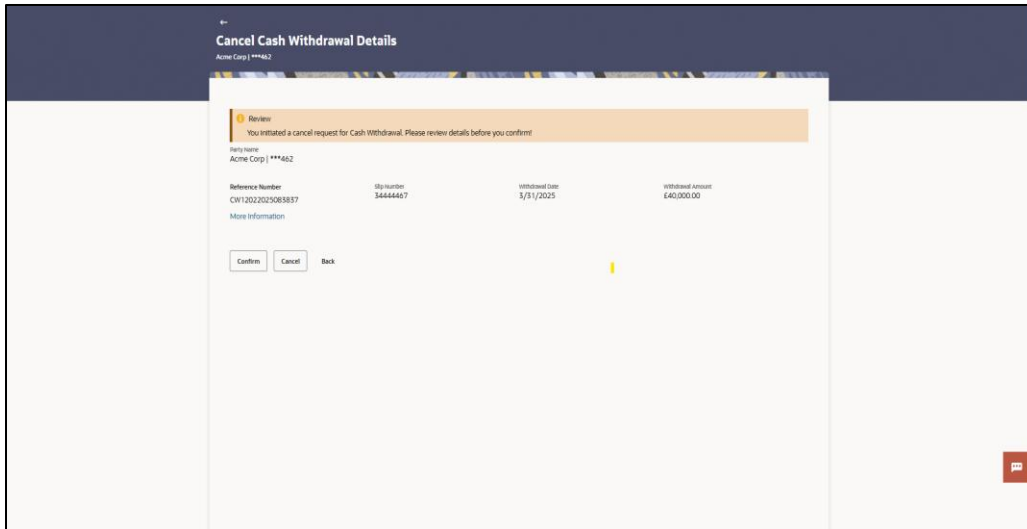 Cancel Cash Withdrawal Details
Acme Corp | ***462
Review
You initiated a cancel request for Cash Withdrawal. Please review details before you confirm!
Party Name
Acme Corp | ***462
Reference Number Slip Number Withdrawal Date Withdrawal Amount
CW12022025083837 34444467 3/31/2025 £40,000.00
More Information
Confirm Cancel Back